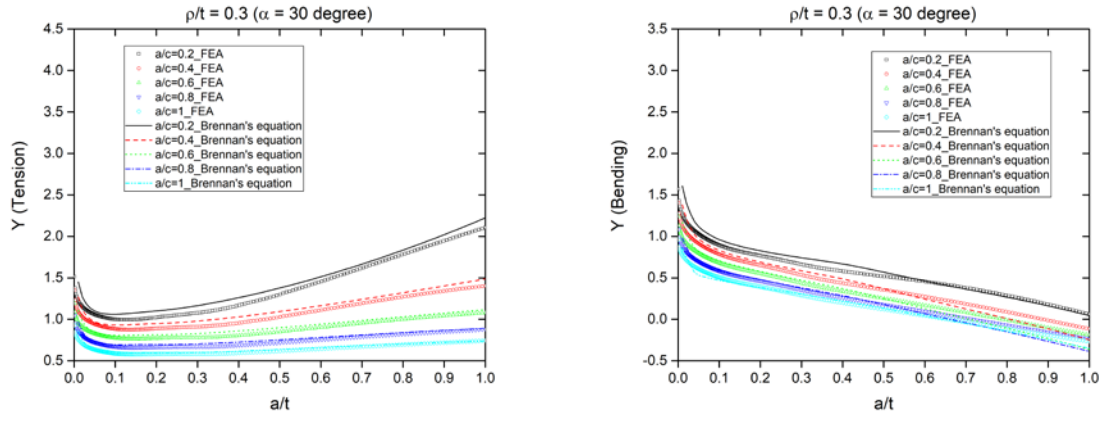 ρ/t = 0.3 (α = 30 degree)
4.5
4.0
3.5
3.0
2.5
2.0
1.5
1.0
0.5
Y (Tension)
a/c=0.2_FEA
a/c=0.4_FEA
a/c=0.6_FEA
a/c=0.8_FEA
a/c=1_FEA
a/c=0.2_Brennan's equation
a/c=0.4_Brennan's equation
a/c=0.6_Brennan's equation
a/c=0.8_Brennan's equation
a/c=1_Brennan's equation
0.0 0.1 0.2 0.3 0.4 0.5 0.6 0.7 0.8 0.9 1.0
a/t
ρ/t = 0.3 (α = 30 degree)
3.5
3.0
2.5
2.0
1.5
1.0
0.5
0.0
-0.5
Y (Bending)
a/c=0.2_FEA
a/c=0.4_FEA
a/c=0.6_FEA
a/c=0.8_FEA
a/c=1_FEA
a/c=0.2_Brennan's equation
a/c=0.4_Brennan's equation
a/c=0.6_Brennan's equation
a/c=0.8_Brennan's equation
a/c=1_Brennan's equation
0.0 0.1 0.2 0.3 0.4 0.5 0.6 0.7 0.8 0.9 1.0
a/t